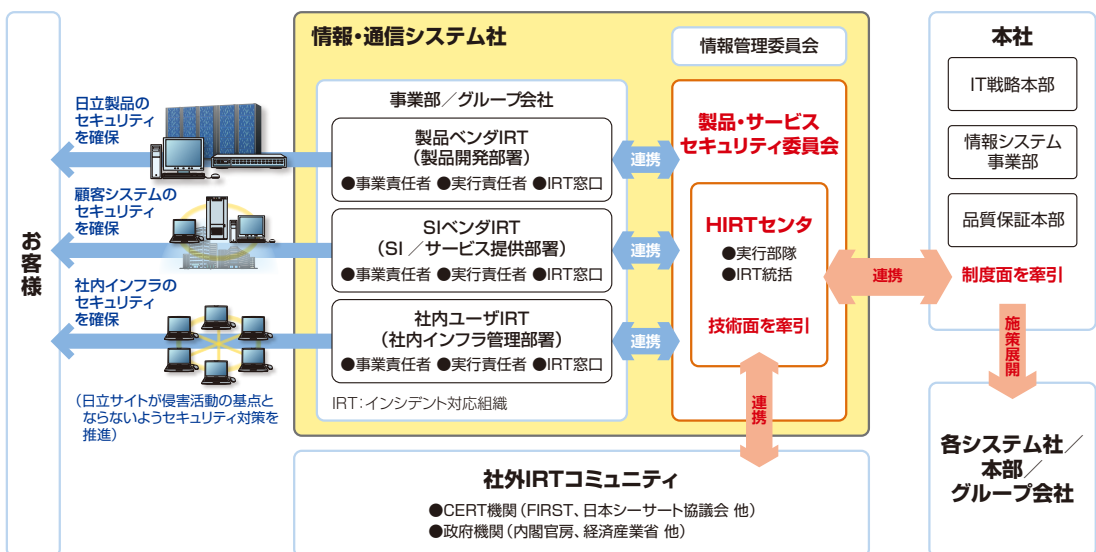 お客様
日立製品の
セキュリティ
を確保
顧客システムの
セキュリティ
を確保
社内インフラの
セキュリティ
を確保
（日立サイトが侵害活動の基点と
ならないようセキュリティ対策を
推進）
情報・通信システム社
事業部／グループ会社
製品ベンダIRT
（製品開発部署）
●事業責任者 ●実行責任者 ●IRT窓口
SIベンダIRT
（SI ／サービス提供部署）
●事業責任者 ●実行責任者 ●IRT窓口
社内ユーザIRT
（社内インフラ管理部署）
●事業責任者 ●実行責任者 ●IRT窓口
IRT：インシデント対応組織
連携
連携
連携
情報管理委員会
製品・サービス
セキュリティ委員会
HIRTセンタ
●実行部隊
●IRT統括
技術面を牽引
連携
連携
本社
IT戦略本部
情報システム
事業部
品質保証本部
制度面を牽引
施策展開
各システム社／
本部／
グループ会社
社外IRTコミュニティ
●CERT機関（FIRST、日本シーサート協議会 他）
●政府機関（内閣官房、経済産業省 他）